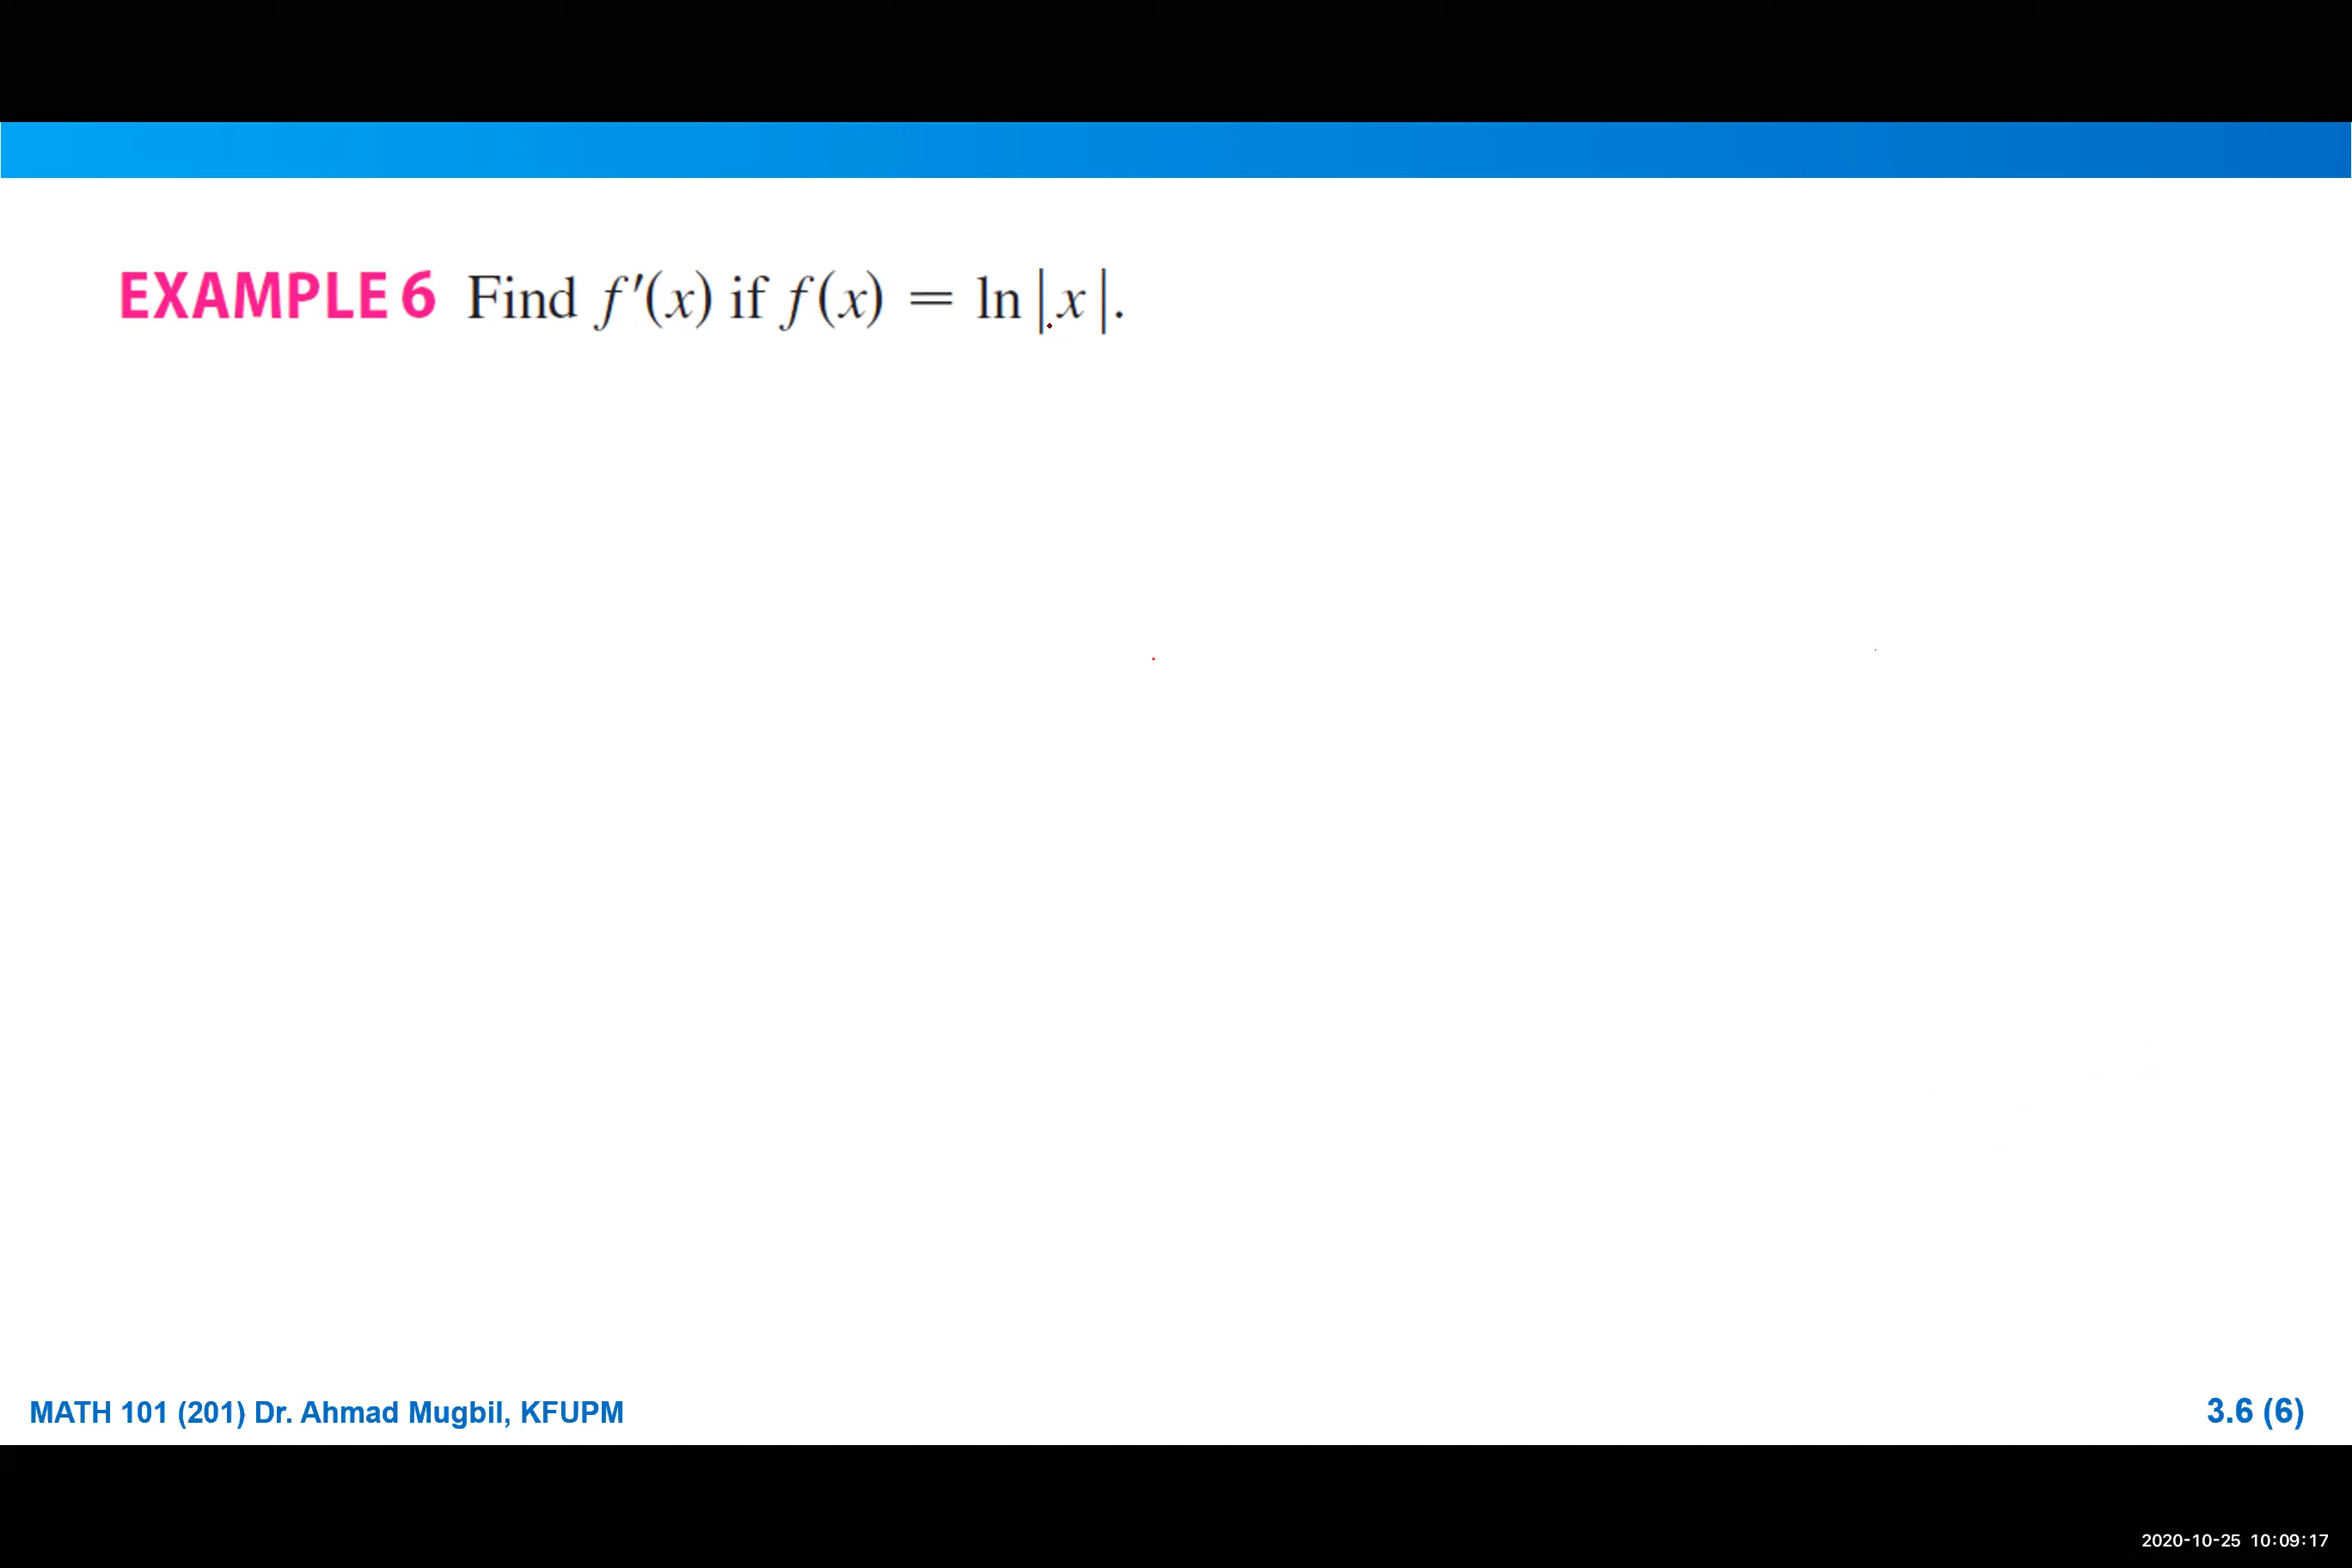 EXAMPLE 6 Find f′(x) if f(x) = ln |x|.
MATH 101 (201) Dr. Ahmad Mugbil, KFUPM
3.6 (6)
2020-10-25 10:09:17